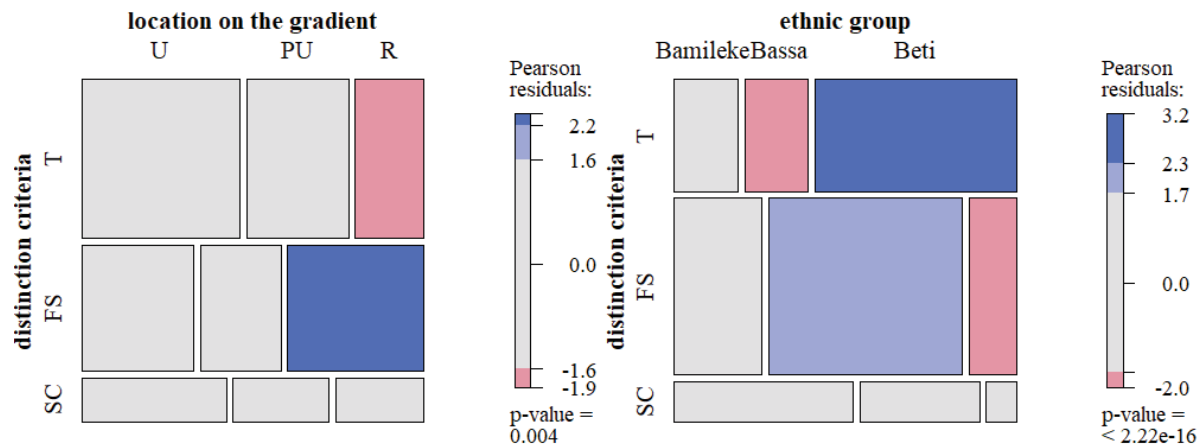 location on the gradient
U PU R
distinction criteria
T
FS
SC
Pearson
residuals:
2.2
1.6
0.0
-1.6
-1.9
p-value =
0.004
ethnic group
Bamileke Bassa Beti
distinction criteria
T
FS
SC
Pearson
residuals:
3.2
2.3
1.7
0.0
-2.0
p-value =
< 2.22e-16